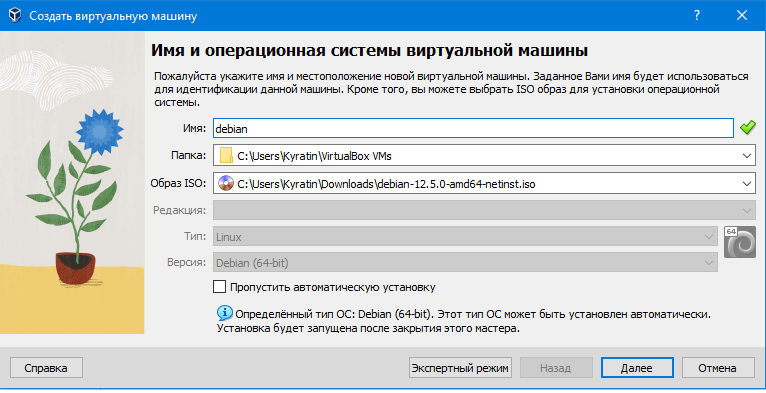 Создать виртуальную машину
?
Имя и операционная системы виртуальной машины
Пожалуйста укажите имя и местоположение новой виртуальной машины. Заданное Вами имя будет использоваться
для идентификации данной машины. Кроме того, вы можете выбрать ISO образ для установки операционной
системы.
Имя: debian
Папка: C:\Users\Kyratin\VirtualBox VMs
Образ ISO: C:\Users\Kyratin\Downloads\debian-12.5.0-amd64-netinst.iso
Редакция:
Тип: Linux 64
Версия: Debian (64-bit)
Пропустить автоматическую установку
Определённый тип ОС: Debian (64-bit). Этот тип ОС может быть установлен автоматически.
Установка будет запущена после закрытия этого мастера.
Справка Экспертный режим Назад Далее Отмена